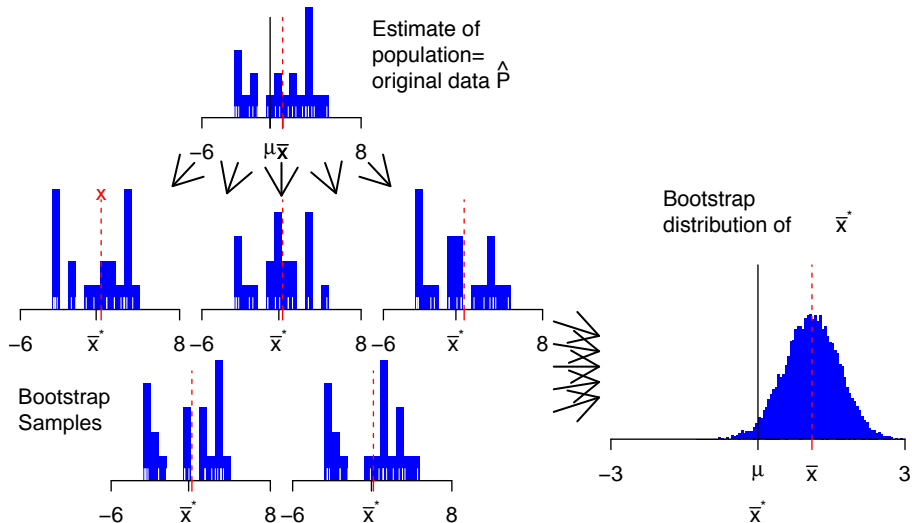 Estimate of
population=
original data P̂
-6 μ x̄ 8
x
Bootstrap
distribution of x̄*
-6 x̄* 8
-6 x̄* 8
-6 x̄* 8
Bootstrap
Samples
-3 μ x̄ 3
x̄*
-6 x̄* 8
-6 x̄* 8